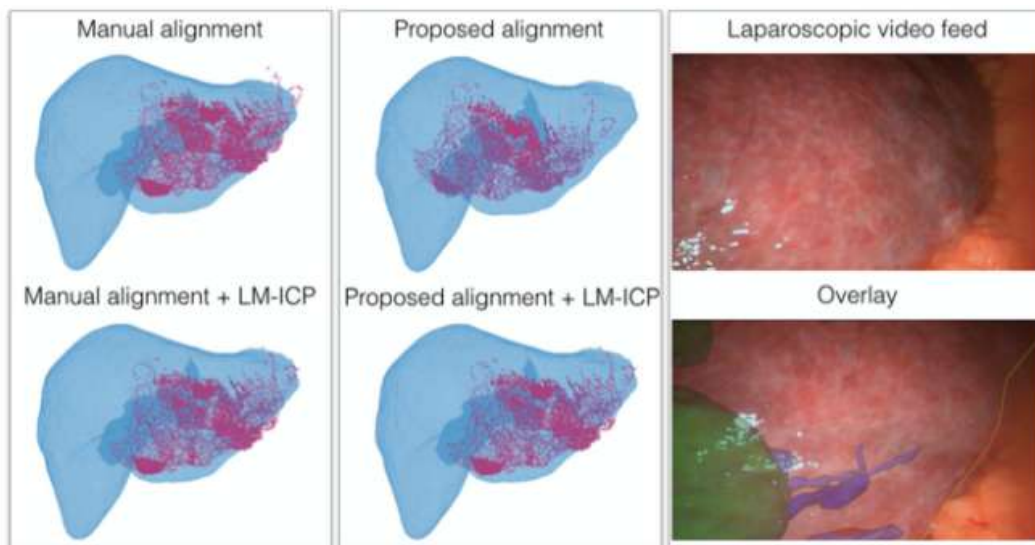 Manual alignment
Proposed alignment
Laparoscopic video feed
Manual alignment + LM-ICP
Proposed alignment + LM-ICP
Overlay